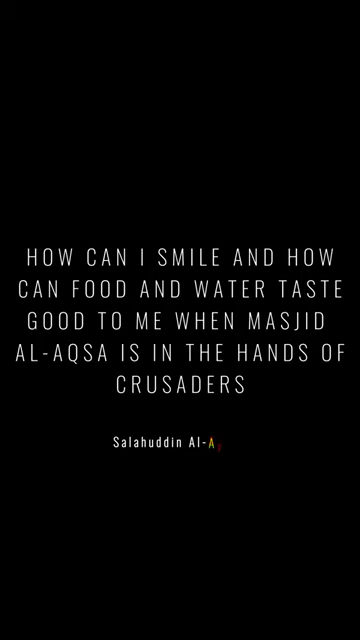 HOW CAN I SMILE AND HOW
CAN FOOD AND WATER TASTE
GOOD TO ME WHEN MASJID
AL-AQSA IS IN THE HANDS OF
CRUSADERS
Salahuddin Al-A